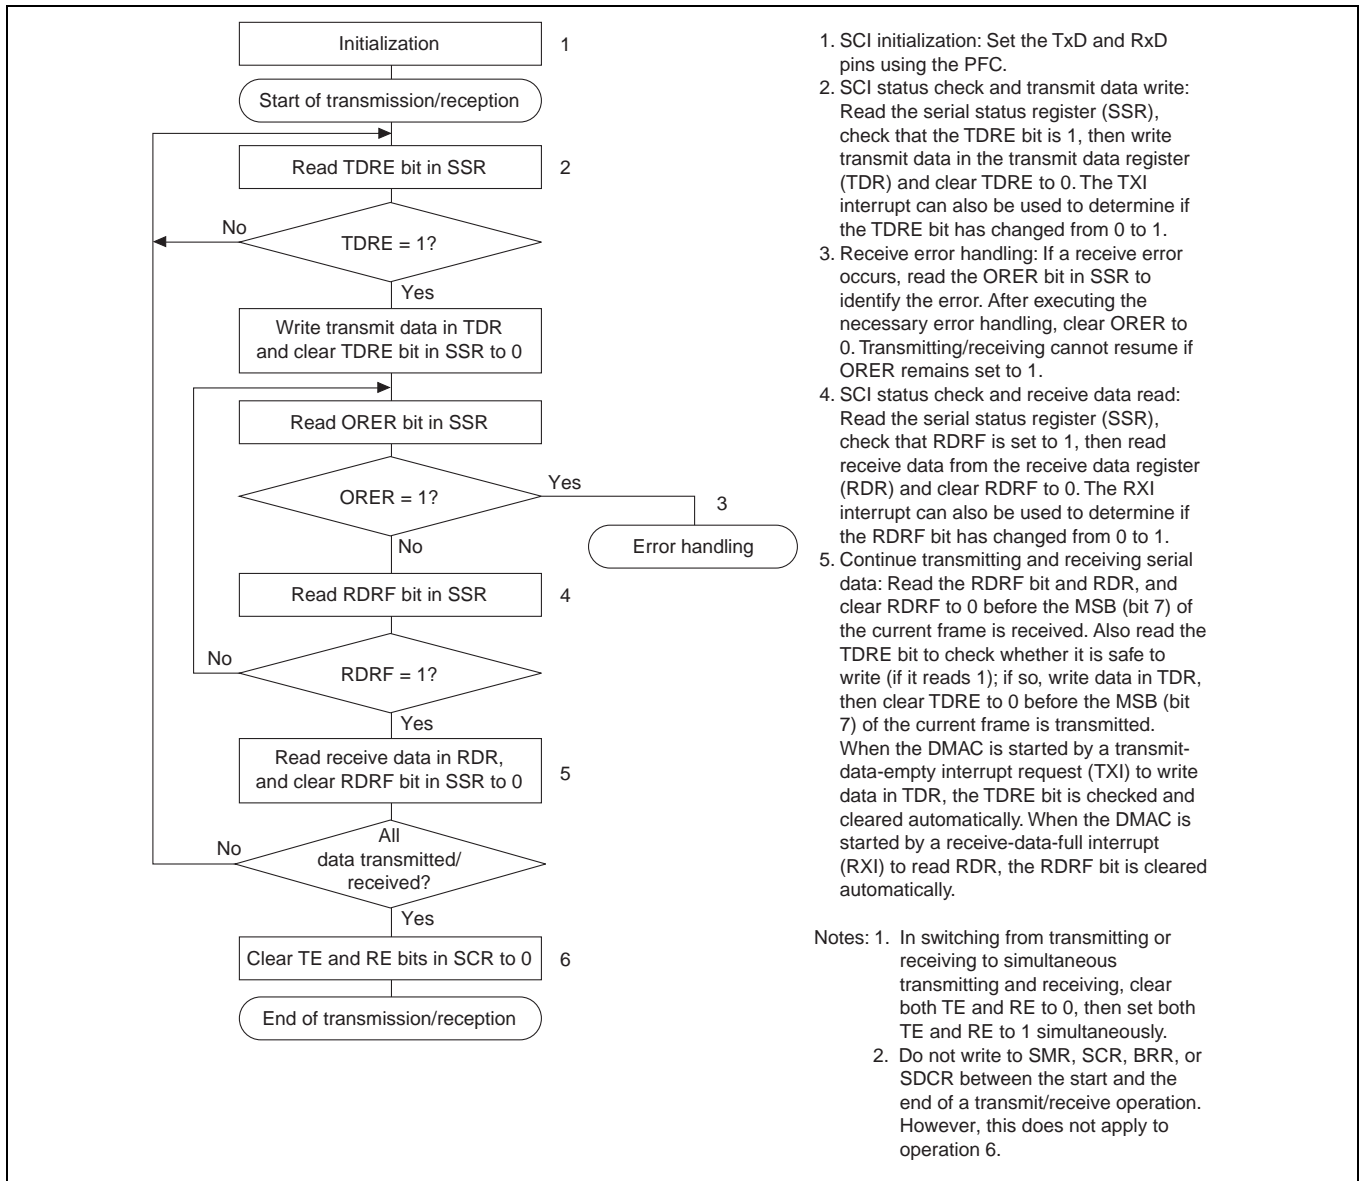 Initialization
1
Start of transmission/reception
Read TDRE bit in SSR
2
No
TDRE = 1?
Yes
Write transmit data in TDR
and clear TDRE bit in SSR to 0
Read ORER bit in SSR
ORER = 1?
Yes
3
Error handling
No
Read RDRF bit in SSR
4
No
RDRF = 1?
Yes
Read receive data in RDR,
and clear RDRF bit in SSR to 0
5
No
All
data transmitted/
received?
Yes
Clear TE and RE bits in SCR to 0
6
End of transmission/reception
1. SCI initialization: Set the TxD and RxD
pins using the PFC.
2. SCI status check and transmit data write:
Read the serial status register (SSR),
check that the TDRE bit is 1, then write
transmit data in the transmit data register
(TDR) and clear TDRE to 0. The TXI
interrupt can also be used to determine if
the TDRE bit has changed from 0 to 1.
3. Receive error handling: If a receive error
occurs, read the ORER bit in SSR to
identify the error. After executing the
necessary error handling, clear ORER to
0. Transmitting/receiving cannot resume if
ORER remains set to 1.
4. SCI status check and receive data read:
Read the serial status register (SSR),
check that RDRF is set to 1, then read
receive data from the receive data register
(RDR) and clear RDRF to 0. The RXI
interrupt can also be used to determine if
the RDRF bit has changed from 0 to 1.
5. Continue transmitting and receiving serial
data: Read the RDRF bit and RDR, and
clear RDRF to 0 before the MSB (bit 7) of
the current frame is received. Also read the
TDRE bit to check whether it is safe to
write (if it reads 1); if so, write data in TDR,
then clear TDRE to 0 before the MSB (bit
7) of the current frame is transmitted.
When the DMAC is started by a transmit-
data-empty interrupt request (TXI) to write
data in TDR, the TDRE bit is checked and
cleared automatically. When the DMAC is
started by a receive-data-full interrupt
(RXI) to read RDR, the RDRF bit is cleared
automatically.
Notes: 1. In switching from transmitting or
receiving to simultaneous
transmitting and receiving, clear
both TE and RE to 0, then set both
TE and RE to 1 simultaneously.
2. Do not write to SMR, SCR, BRR, or
SDCR between the start and the
end of a transmit/receive operation.
However, this does not apply to
operation 6.